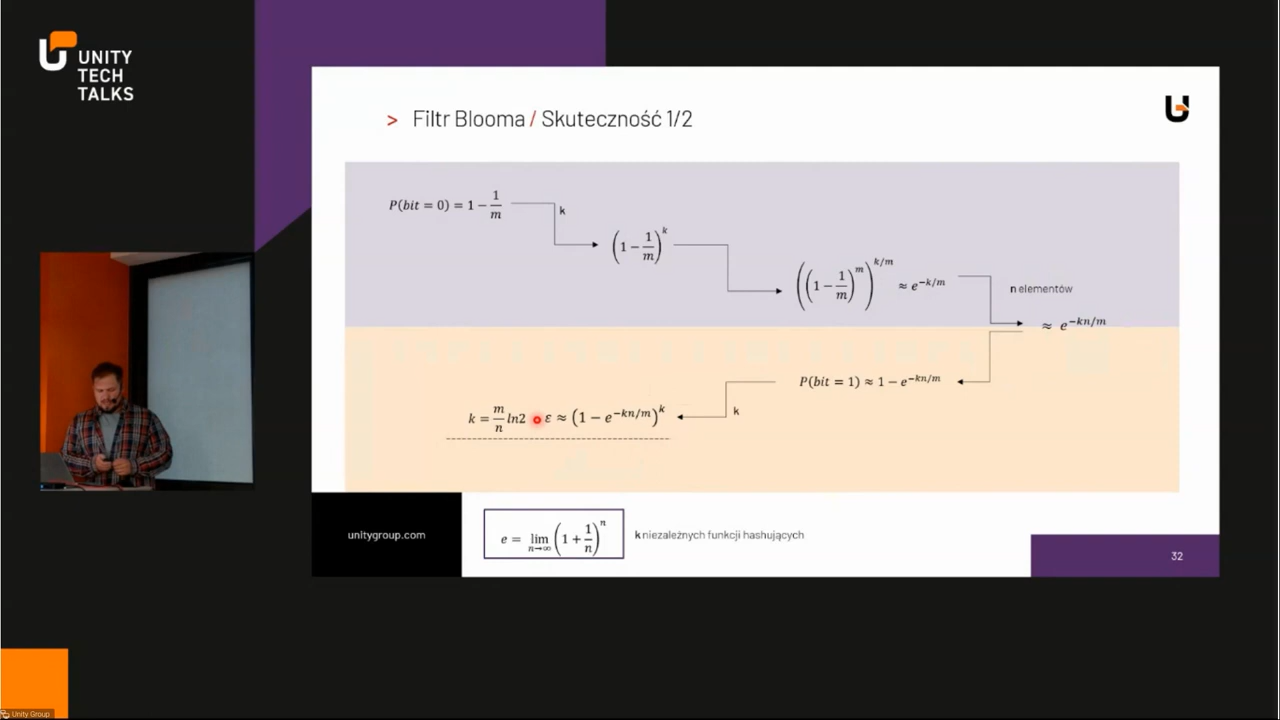 UNITY
TECH
TALKS
> Filtr Blooma / Skuteczność 1/2
P(bit = 0) = 1 − 1/m
k
(1 − 1/m)^k
((1 − 1/m)^m)^{k/m} ≈ e^{−k/m}
n elementów
≈ e^{−kn/m}
P(bit = 1) ≈ 1 − e^{−kn/m}
k
k = m/n ln2 ε ≈ (1 − e^{−kn/m})^k
unitygroup.com
e = lim n→∞ (1 + 1/n)^n
k niezależnych funkcji hashujących
32
Unity Group